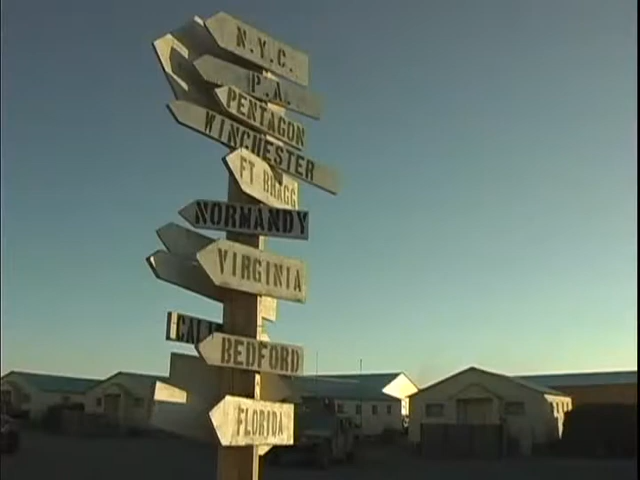 N.Y.C.
P.A.
PENTAGON
WINCHESTER
FT BRAGG
NORMANDY
VIRGINIA
BEDFORD
FLORIDA